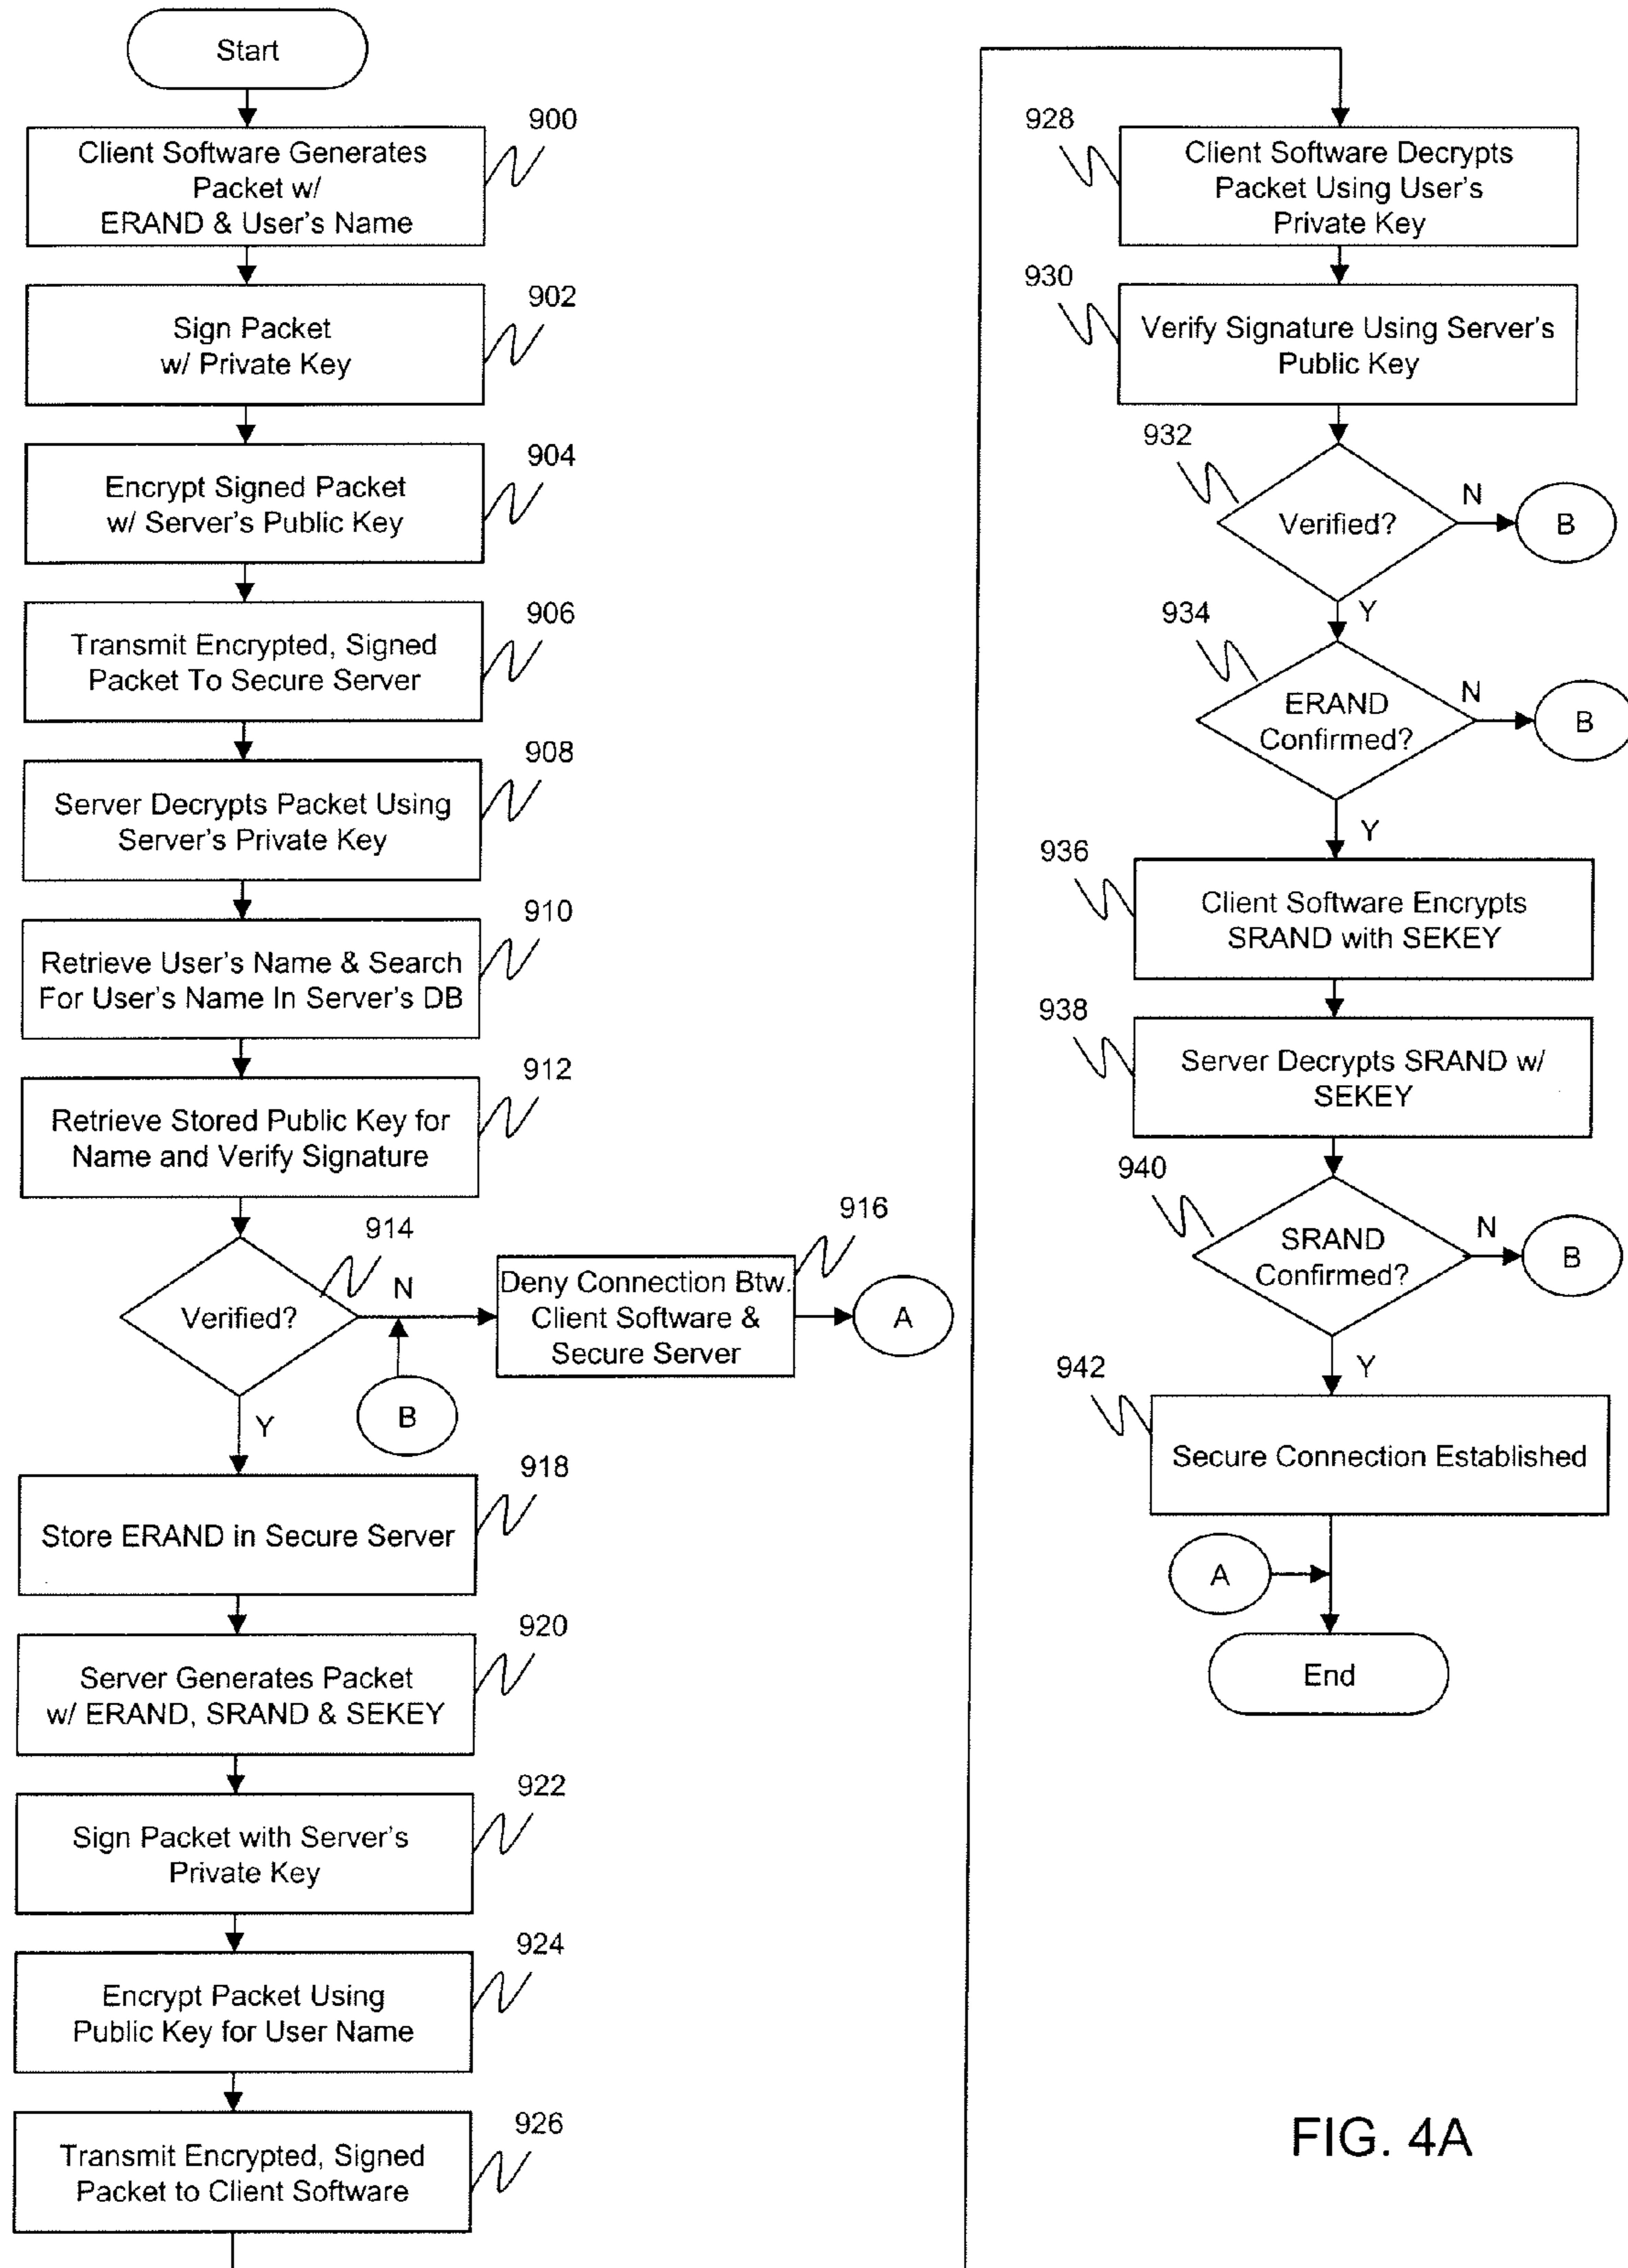 Start
900
Client Software Generates
Packet w/
ERAND & User's Name
902
Sign Packet
w/ Private Key
904
Encrypt Signed Packet
w/ Server's Public Key
906
Transmit Encrypted, Signed
Packet To Secure Server
908
Server Decrypts Packet Using
Server's Private Key
910
Retrieve User's Name & Search
For User's Name In Server's DB
912
Retrieve Stored Public Key for
Name and Verify Signature
914
Verified?
N
B
916
Deny Connection Btw.
Client Software &
Secure Server
A
Y
918
Store ERAND in Secure Server
920
Server Generates Packet
w/ ERAND, SRAND & SEKEY
922
Sign Packet with Server's
Private Key
924
Encrypt Packet Using
Public Key for User Name
926
Transmit Encrypted, Signed
Packet to Client Software
928
Client Software Decrypts
Packet Using User's
Private Key
930
Verify Signature Using Server's
Public Key
932
Verified?
N
B
Y
934
ERAND
Confirmed?
N
B
Y
936
Client Software Encrypts
SRAND with SEKEY
938
Server Decrypts SRAND w/
SEKEY
940
SRAND
Confirmed?
N
B
Y
942
Secure Connection Established
A
End
FIG. 4A